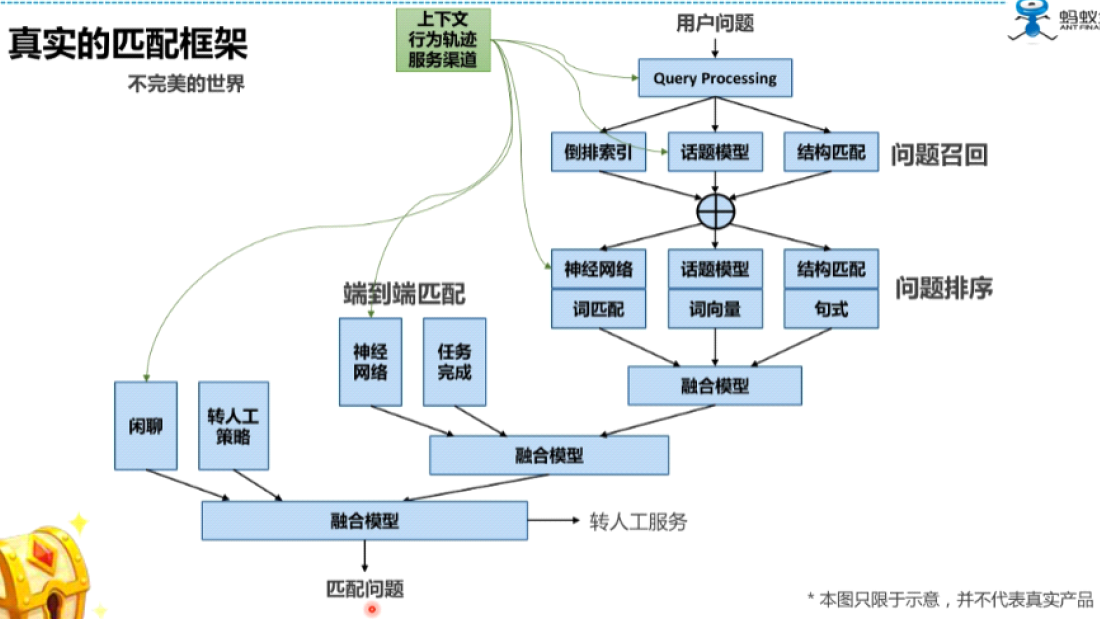 真实的匹配框架
不完美的世界
上下文
行为轨迹
服务渠道
用户问题
蚂蚁
ANT FINA
Query Processing
倒排索引
话题模型
结构匹配
问题召回
神经网络
话题模型
结构匹配
问题排序
词匹配
词向量
句式
融合模型
端到端匹配
神经
网络
任务
完成
融合模型
闲聊
转人工
策略
融合模型
转人工服务
匹配问题
* 本图只限于示意，并不代表真实产品